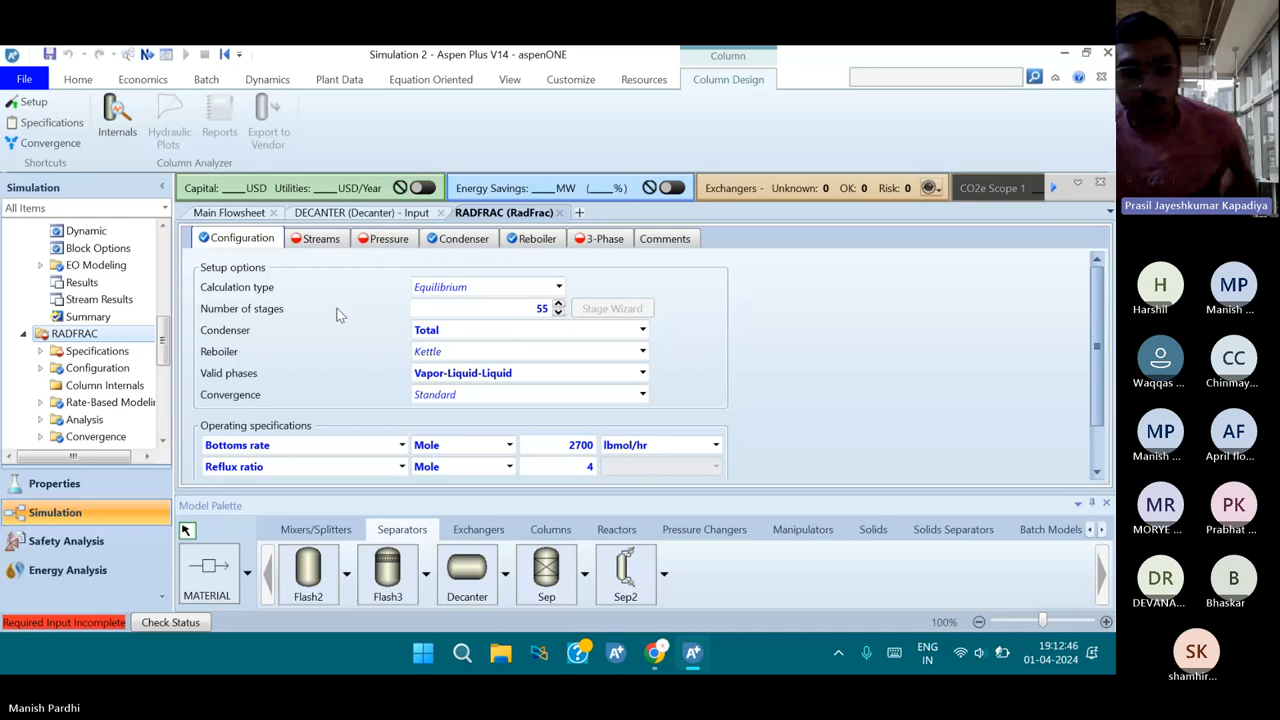 Simulation 2 - Aspen Plus V14 - aspenONE
Column
File
Home
Economics
Batch
Dynamics
Plant Data
Equation Oriented
View
Customize
Resources
Column Design
Setup
Specifications
Convergence
Shortcuts
Internals
Hydraulic Plots
Reports
Export to Vendor
Column Analyzer
Simulation
All Items
Capital: ____USD Utilities: ____USD/Year
Energy Savings: ____MW (____%)
Exchangers - Unknown: 0 OK: 0 Risk: 0
CO2e Scope 1
Main Flowsheet
DECANTER (Decanter) - Input
RADFRAC (RadFrac)
Dynamic
Block Options
EO Modeling
Results
Stream Results
Summary
RADFRAC
Specifications
Configuration
Column Internals
Rate-Based Modelin
Analysis
Convergence
Configuration
Streams
Pressure
Condenser
Reboiler
3-Phase
Comments
Setup options
Calculation type Equilibrium
Number of stages 55 Stage Wizard
Condenser Total
Reboiler Kettle
Valid phases Vapor-Liquid-Liquid
Convergence Standard
Operating specifications
Bottoms rate Mole 2700 lbmol/hr
Reflux ratio Mole 4
Properties
Simulation
Safety Analysis
Energy Analysis
Model Palette
Mixers/Splitters
Separators
Exchangers
Columns
Reactors
Pressure Changers
Manipulators
Solids
Solids Separators
Batch Models
MATERIAL
Flash2
Flash3
Decanter
Sep
Sep2
Required Input Incomplete
Check Status
100%
ENG
IN
19:12:46
01-04-2024
Prasil Jayeshkumar Kapadiya
H
Harshil
MP
Manish ...
Waqqas ...
CC
Chinmay...
MP
Manish ...
AF
April flo...
MR
MORYE ...
PK
Prabhat ...
DR
DEVANA...
B
Bhaskar
SK
shamhir...
Manish Pardhi